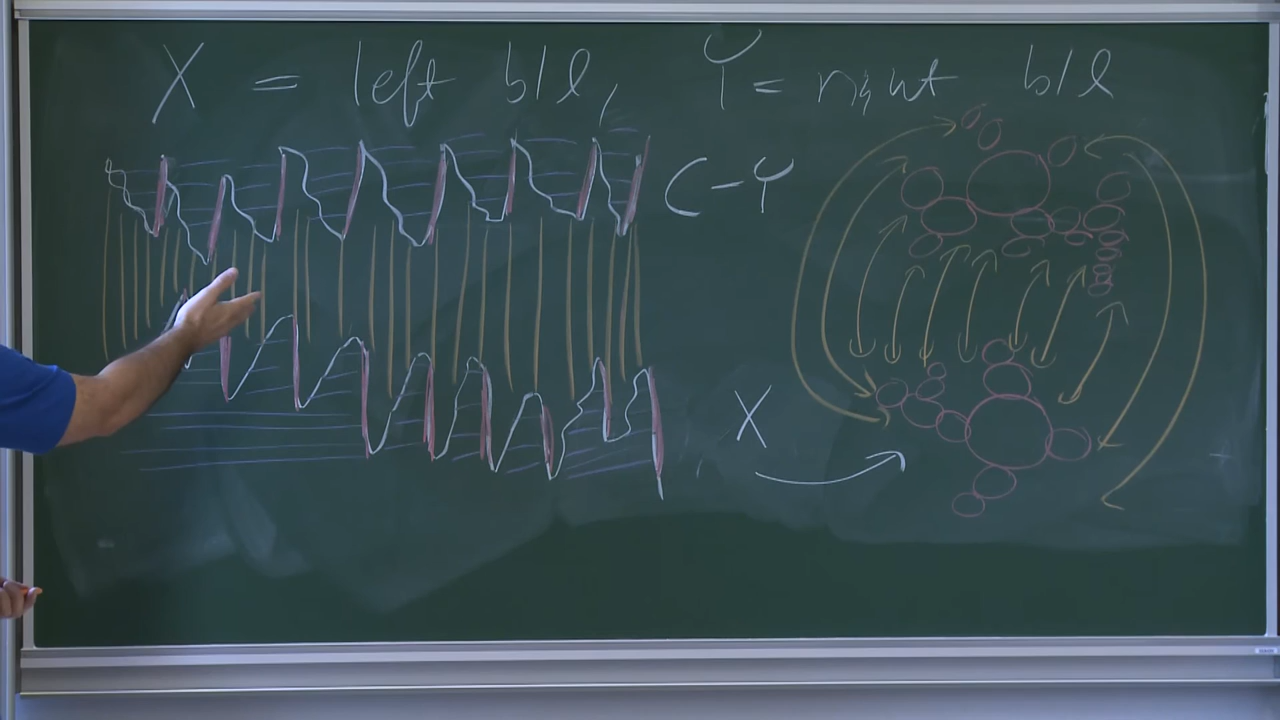 X = left b/l, Y = right b/l
C - Y
X